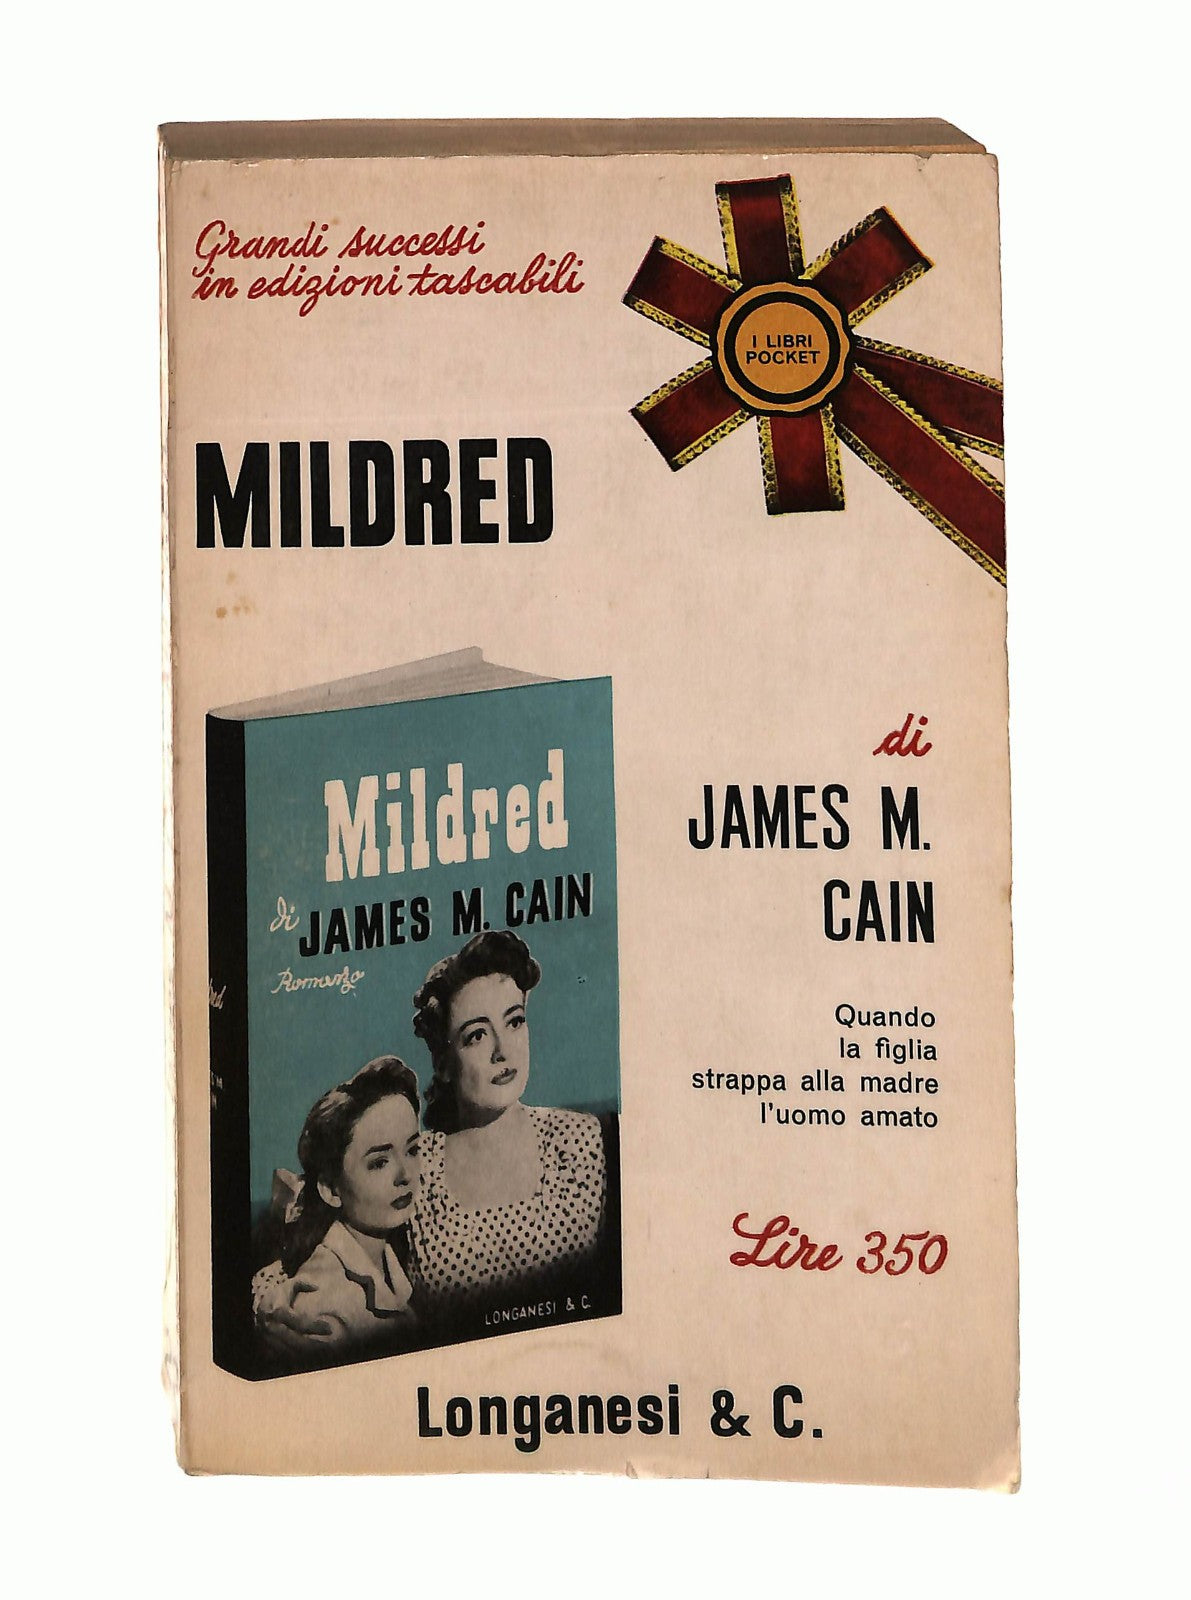 Grandi successi
in edizioni tascabili
I LIBRI
POCKET
MILDRED
di
JAMES M.
CAIN
Mildred
di JAMES M. CAIN
Romanzo
Quando
la figlia
strappa alla madre
l'uomo amato
Lire 350
LONGANESI & C.
Longanesi & C.